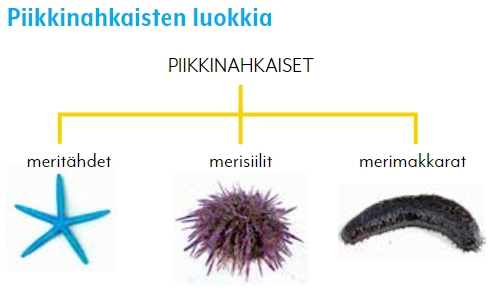 Piikkinahkaisten luokkia
PIIKKINAHKAISET
meritähdet merisiilit merimakkarat